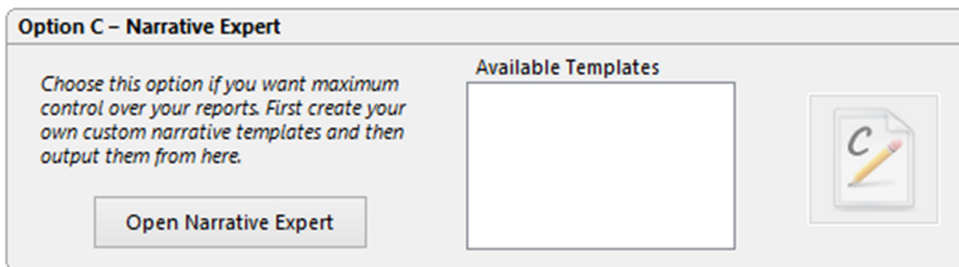 Option C – Narrative Expert
Choose this option if you want maximum
control over your reports. First create your
own custom narrative templates and then
output them from here.
Open Narrative Expert
Available Templates
C